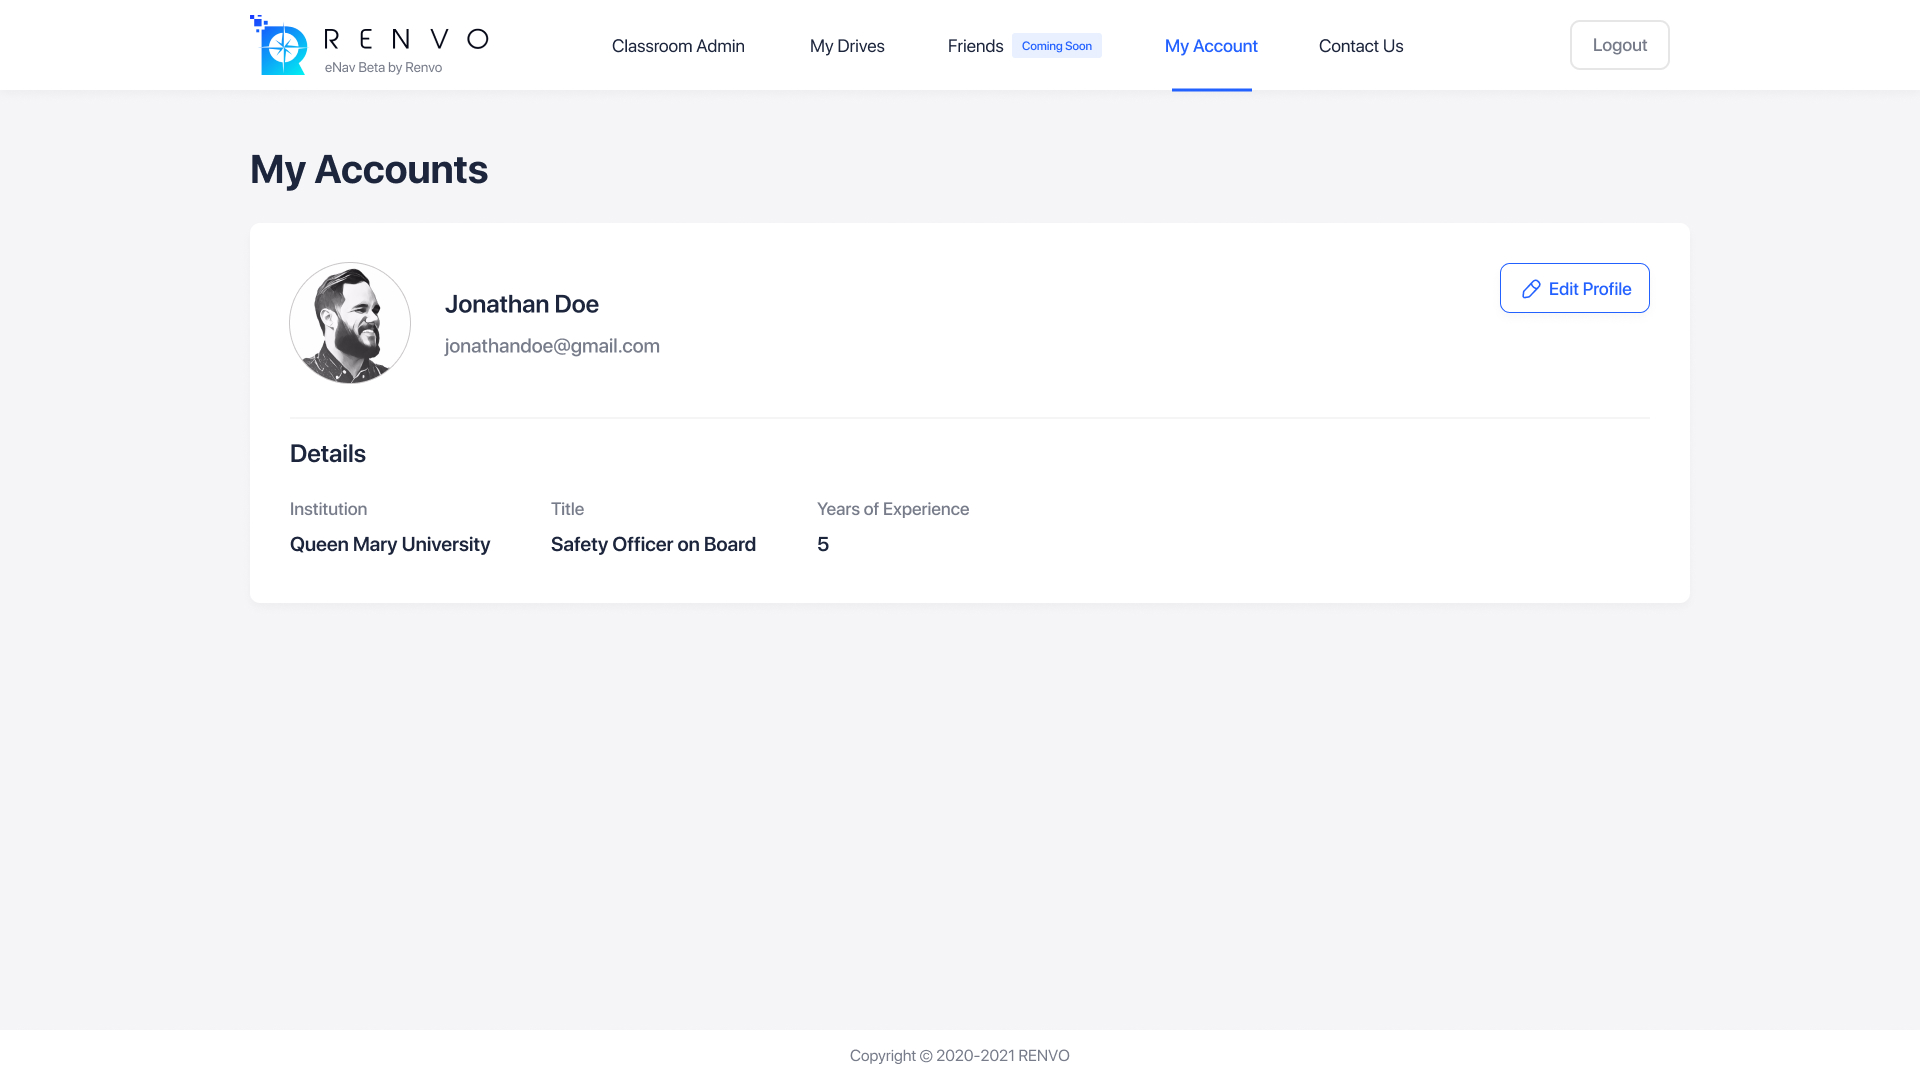 RENVO
eNav Beta by Renvo
Classroom Admin
My Drives
Friends
Coming Soon
My Account
Contact Us
Logout
My Accounts
Jonathan Doe
jonathandoe@gmail.com
Edit Profile
Details
Institution
Title
Years of Experience
Queen Mary University
Safety Officer on Board
5
Copyright © 2020-2021 RENVO